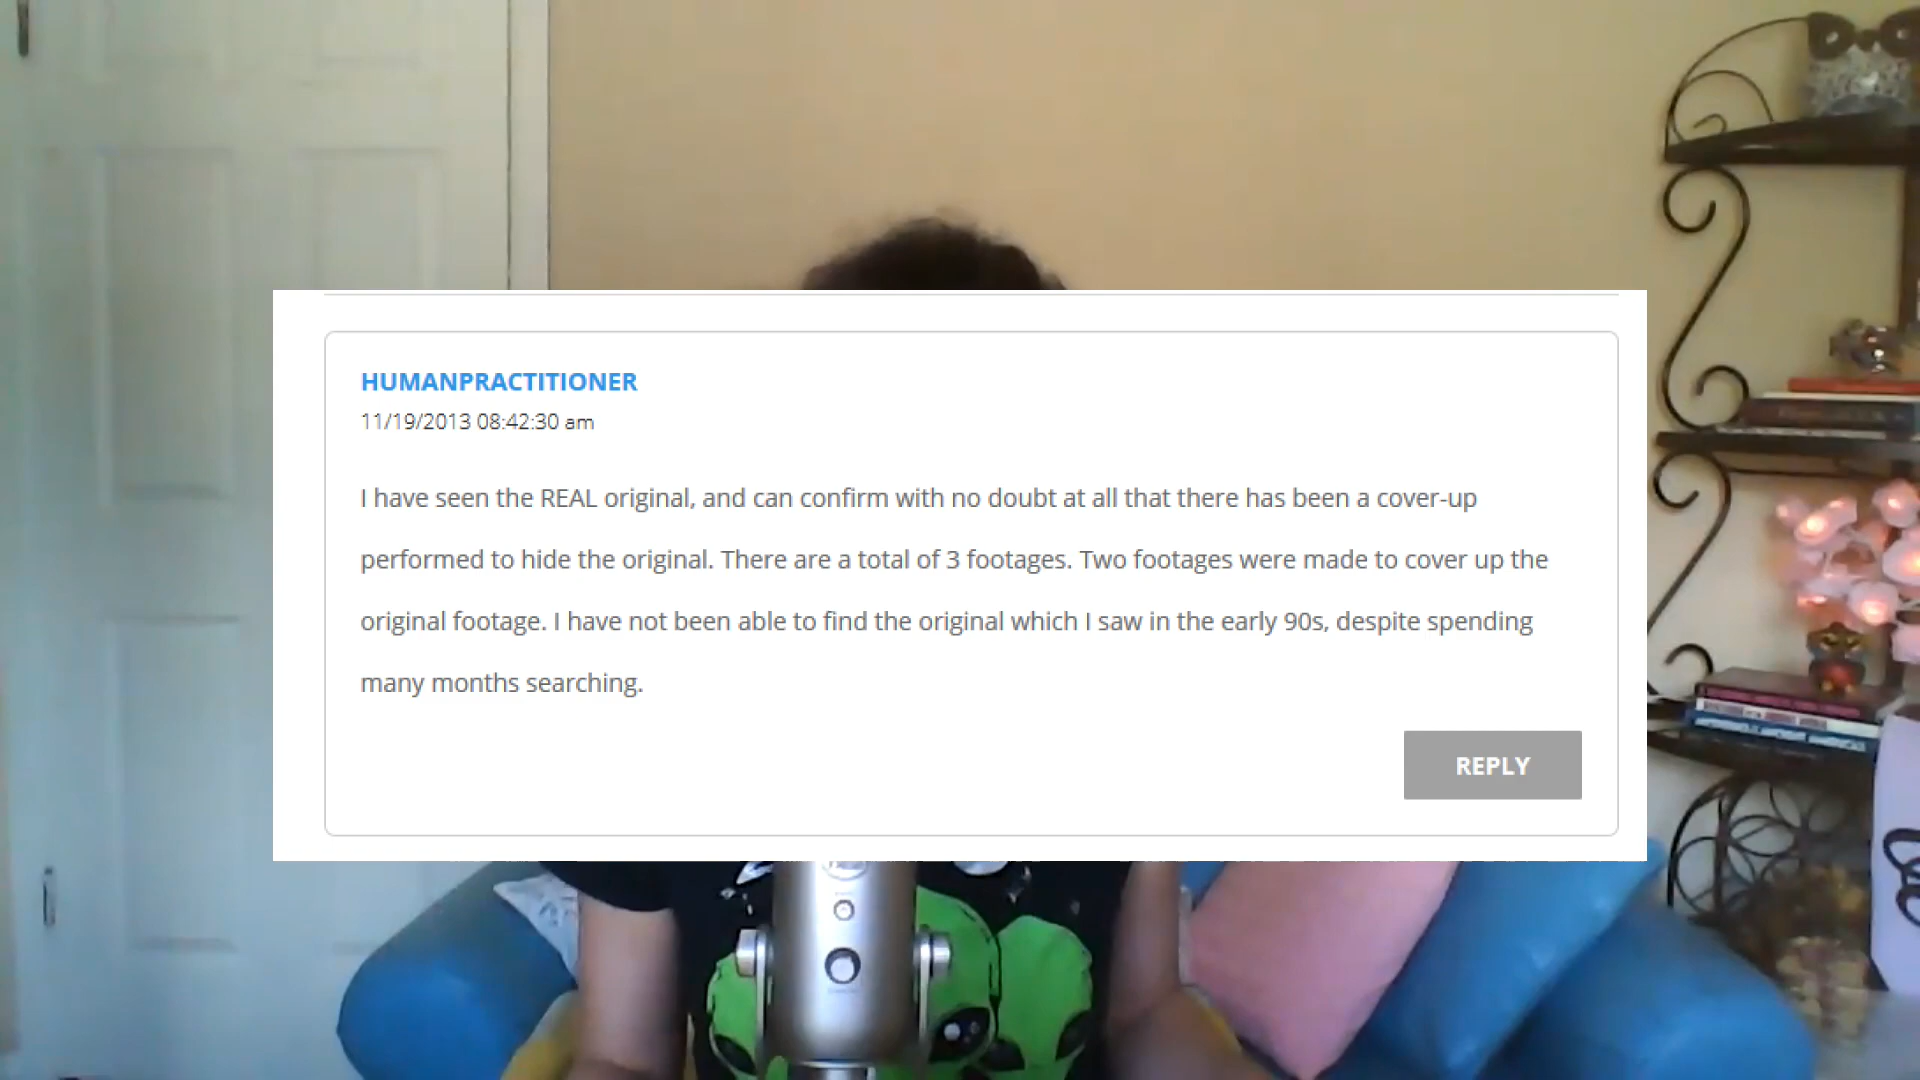 HUMANPRACTITIONER
11/19/2013 08:42:30 am
I have seen the REAL original, and can confirm with no doubt at all that there has been a cover-up
performed to hide the original. There are a total of 3 footages. Two footages were made to cover up the
original footage. I have not been able to find the original which I saw in the early 90s, despite spending
many months searching.
REPLY